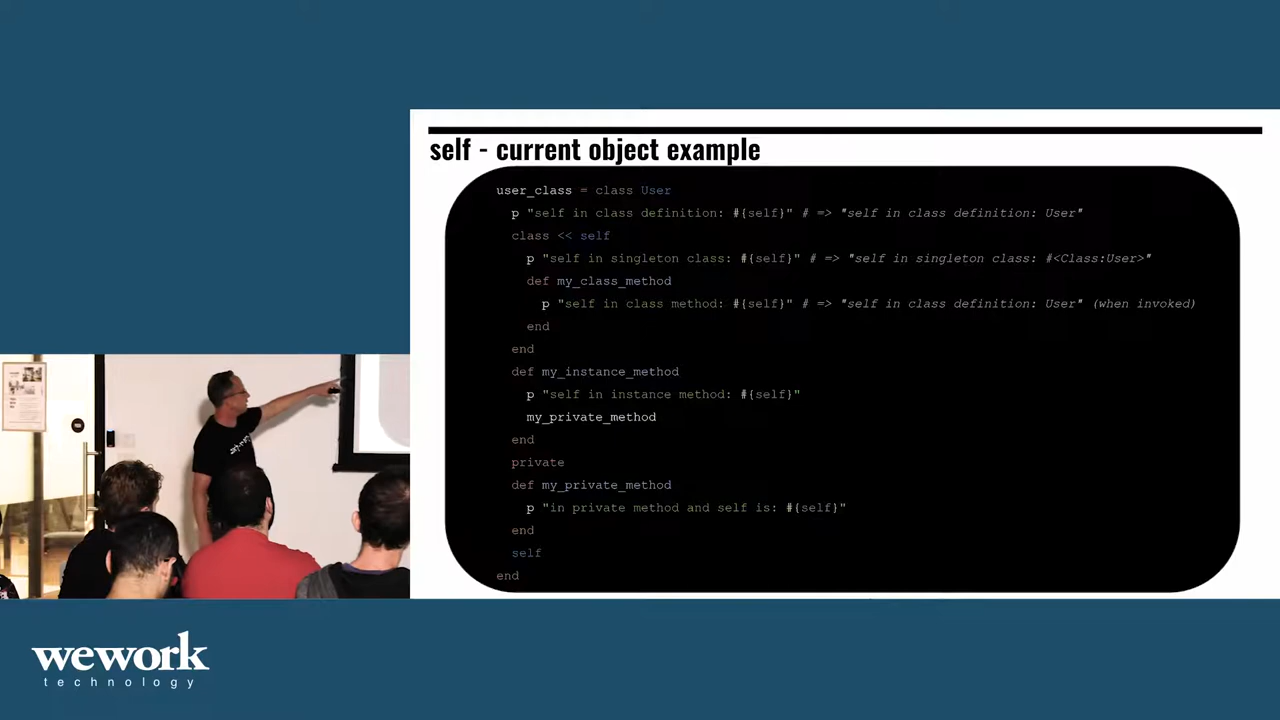 self - current object example
user_class = class User
p "self in class definition: #{self}" # => "self in class definition: User"
class << self
p "self in singleton class: #{self}" # => "self in singleton class: #<Class:User>"
def my_class_method
p "self in class method: #{self}" # => "self in class definition: User" (when invoked)
end
end
def my_instance_method
p "self in instance method: #{self}"
my_private_method
end
private
def my_private_method
p "in private method and self is: #{self}"
end
self
end
wework
technology